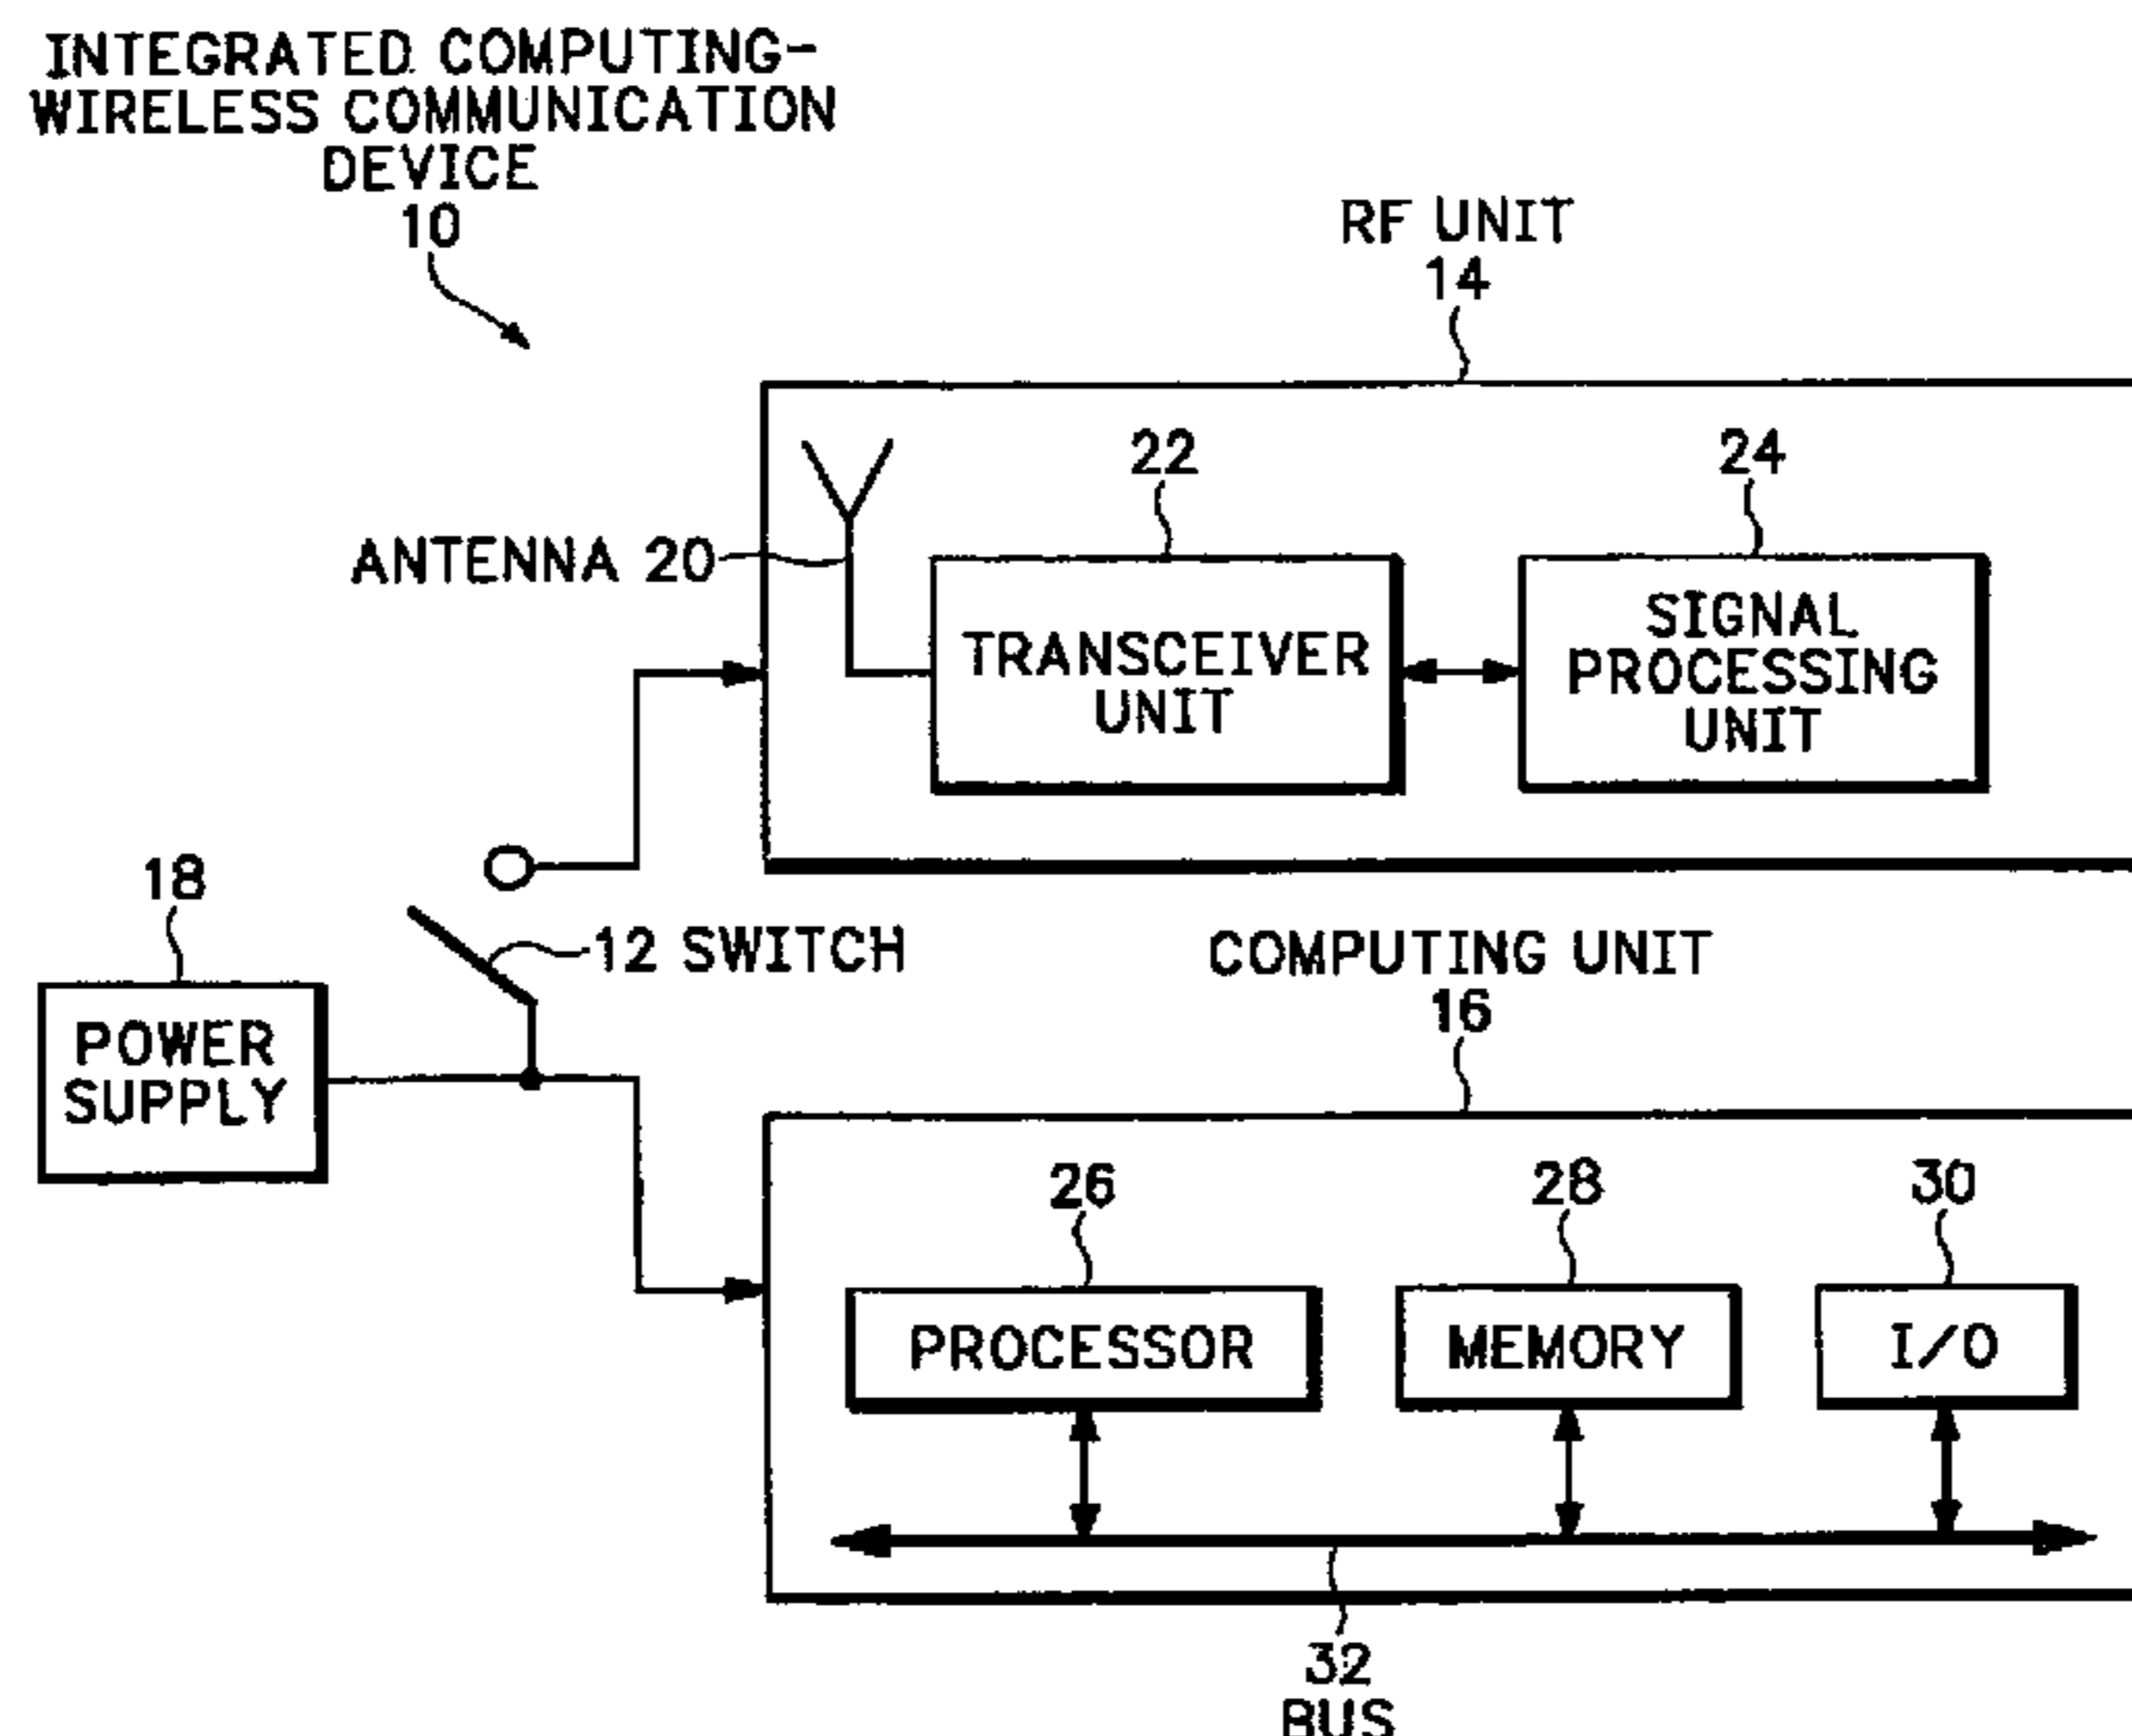 INTEGRATED COMPUTING-
WIRELESS COMMUNICATION
DEVICE
10
RF UNIT
14
22
24
ANTENNA 20
TRANSCEIVER
UNIT
SIGNAL
PROCESSING
UNIT
18
12 SWITCH
POWER
SUPPLY
COMPUTING UNIT
16
26
28
30
PROCESSOR
MEMORY
I/O
32
BUS